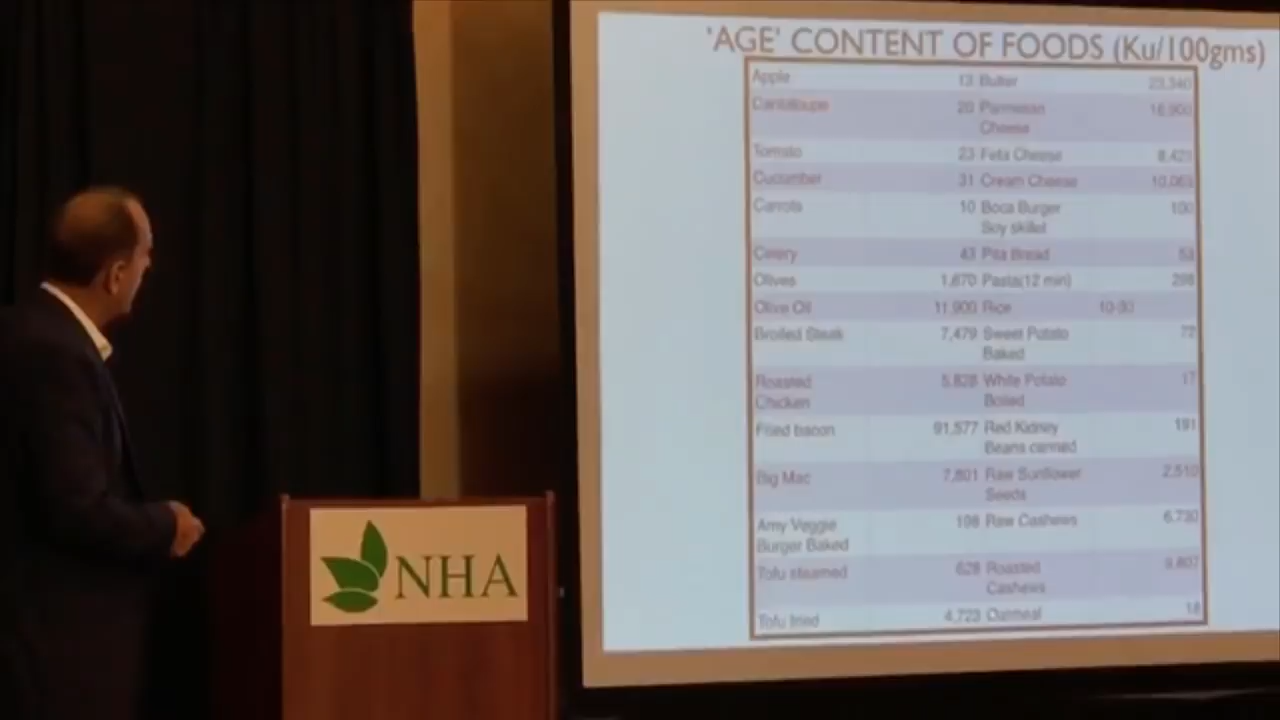 'AGE' CONTENT OF FOODS (Ku/100gms)
Apple 13 Butter 23,340
Cantaloupe 20 Parmesan 16,900
Cheese
Tomato 23 Feta Cheese 8,423
Cucumber 31 Cream Cheese
Carrots 10 Boca Burger 100
Soy skillet
Celery 43 Pita Bread 53
Olives 1,670 Pasta(12 min)
Olive Oil 11,900 Rice 10-30
Broiled Steak 7,479 Sweet Potato 72
Baked
Roasted 5,828 White Potato 17
Chicken Boiled
Fried bacon 91,577 Red Kidney 191
Beans canned
Big Mac 7,801 Raw Sunflower 2,510
Seeds
Amy Veggie 198 Raw Cashews 6,730
Burger Baked
Tofu steamed 628 Roasted 9,807
Cashews
Tofu fried 4,723 Oatmeal 18
NHA